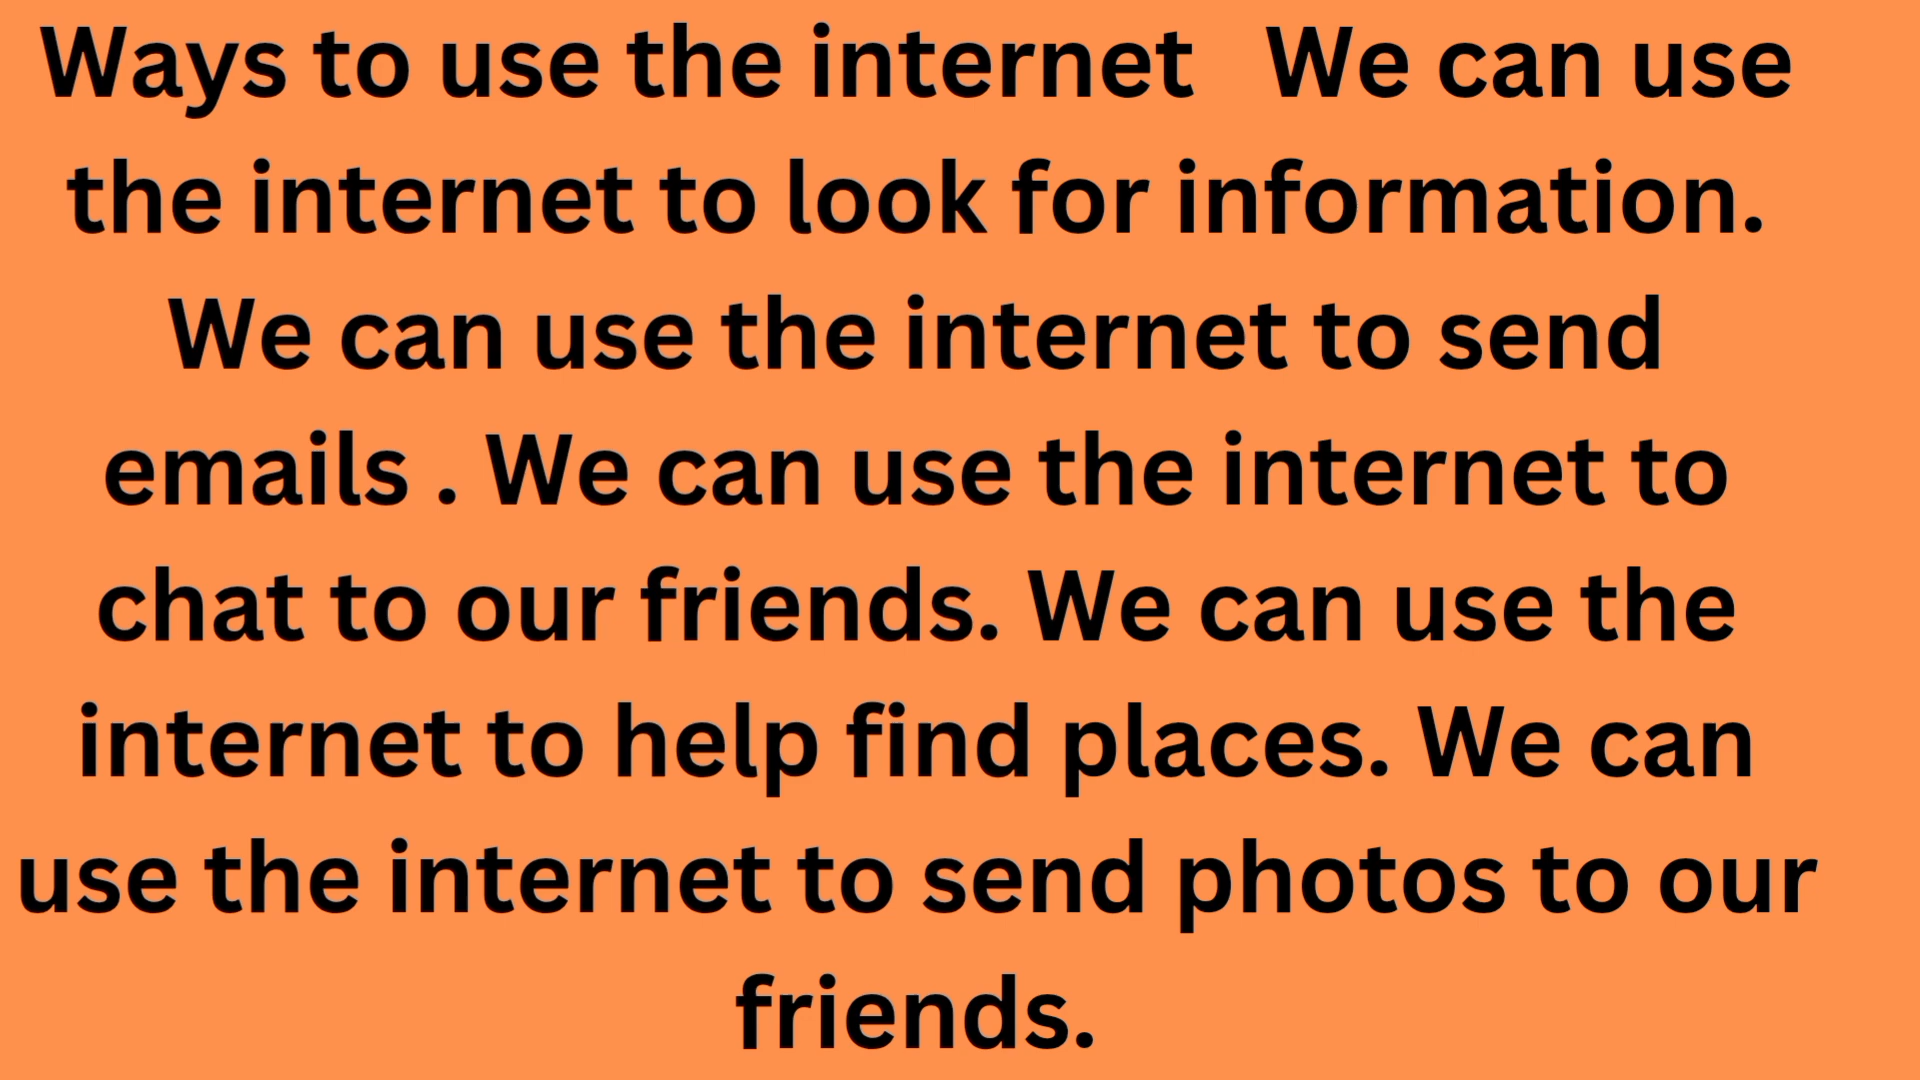 Ways to use the internet   We can use
the internet to look for information.
We can use the internet to send
emails . We can use the internet to
chat to our friends. We can use the
internet to help find places. We can
use the internet to send photos to our
friends.